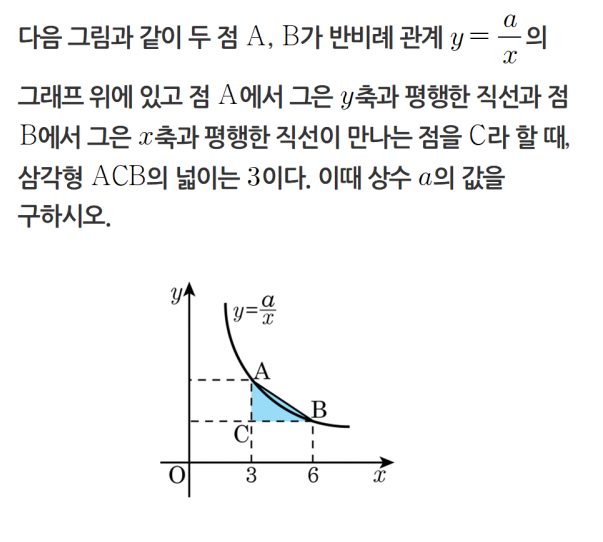 다음 그림과 같이 두 점 A, B가 반비례 관계 y = a/x 의
그래프 위에 있고 점 A에서 그은 y축과 평행한 직선과 점
B에서 그은 x축과 평행한 직선이 만나는 점을 C라 할 때,
삼각형 ACB의 넓이는 3이다. 이때 상수 a의 값을
구하시오.
y
y=a/x
A
B
C
O
3
6
x